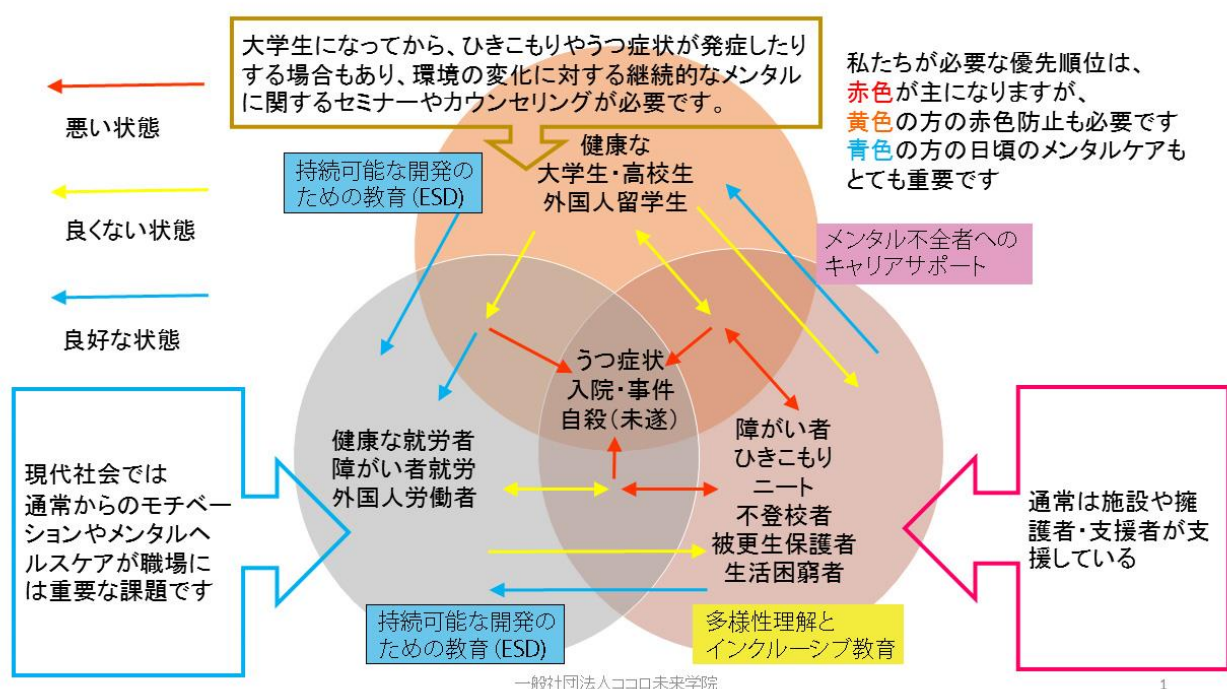 大学生になってから、ひきこもりやうつ症状が発症したり
する場合もあり、環境の変化に対する継続的なメンタル
に関するセミナーやカウンセリングが必要です。
私たちが必要な優先順位は、
赤色が主になりますが、
黄色の方の赤色防止も必要です
青色の方の日頃のメンタルケアも
とても重要です
悪い状態
良くない状態
良好な状態
持続可能な開発の
ための教育(ESD)
健康な
大学生・高校生
外国人留学生
メンタル不全者への
キャリアサポート
うつ症状
入院・事件
自殺(未遂)
健康な就労者
障がい者就労
外国人労働者
障がい者
ひきこもり
ニート
不登校者
被更生保護者
生活困窮者
現代社会では
通常からのモチベー
ションやメンタルヘ
ルスケアが職場に
は重要な課題です
通常は施設や擁
護者・支援者が支
援している
持続可能な開発の
ための教育(ESD)
多様性理解と
インクルーシブ教育
一般社団法人ココロ未来学院
1